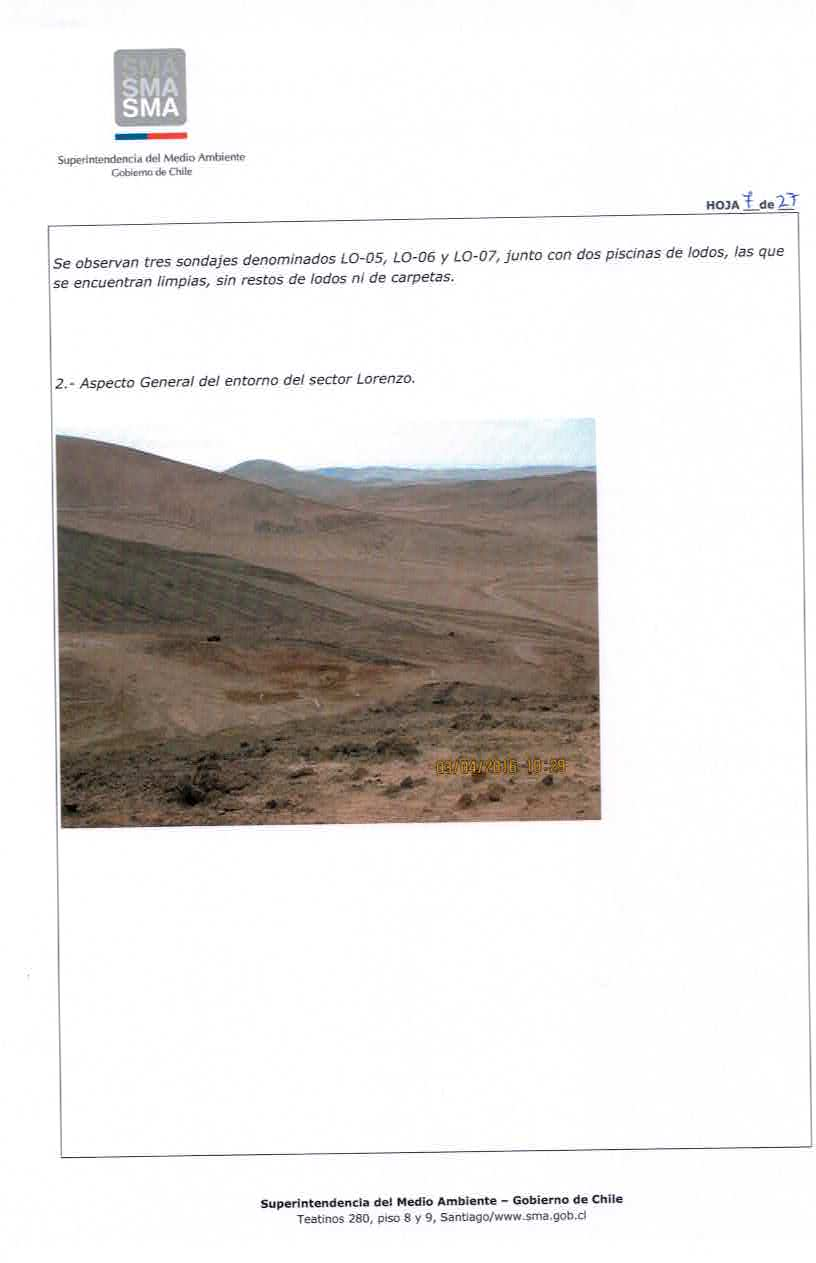 SMA
SMA
SMA
Superintendencia del Medio Ambiente
Gobierno de Chile
HOJA 7 de 27
Se observan tres sondajes denominados LO-05, LO-06 y LO-07, junto con dos piscinas de lodos, las que
se encuentran limpias, sin restos de lodos ni de carpetas.
2.- Aspecto General del entorno del sector Lorenzo.
03/04/2016 10:29
Superintendencia del Medio Ambiente – Gobierno de Chile
Teatinos 280, piso 8 y 9, Santiago/www.sma.gob.cl